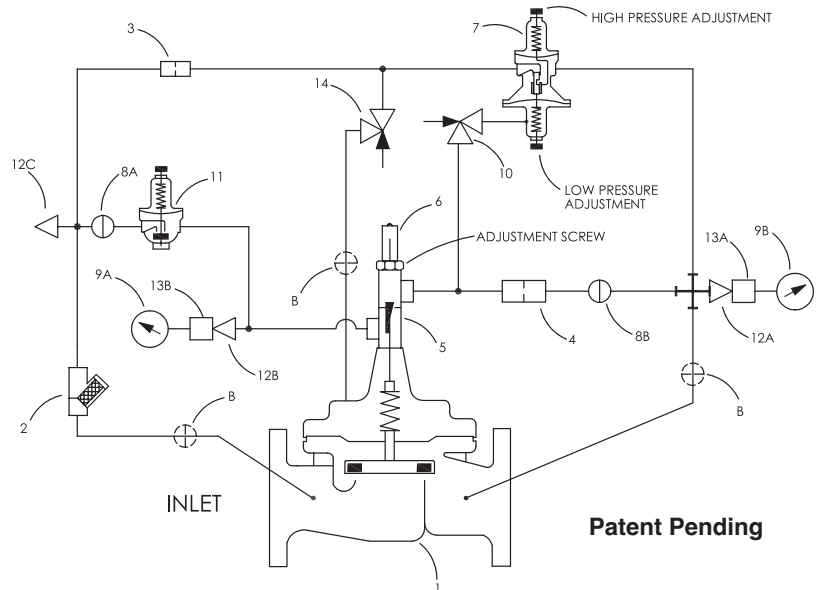 HIGH PRESSURE ADJUSTMENT
3
7
14
12C
8A
11
10
LOW PRESSURE
ADJUSTMENT
6
ADJUSTMENT SCREW
9A
13B
B
13A
9B
5
4
8B
12A
12B
2
B
B
INLET
Patent Pending
1